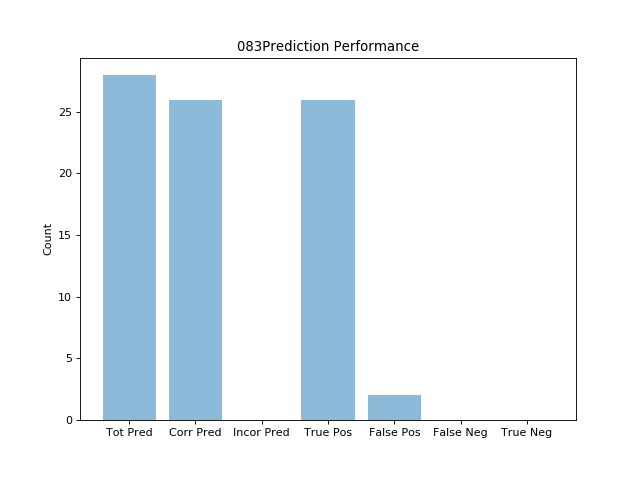 083Prediction Performance
Count
25
20
15
10
5
0
Tot Pred Corr Pred Incor Pred True Pos False Pos False Neg True Neg